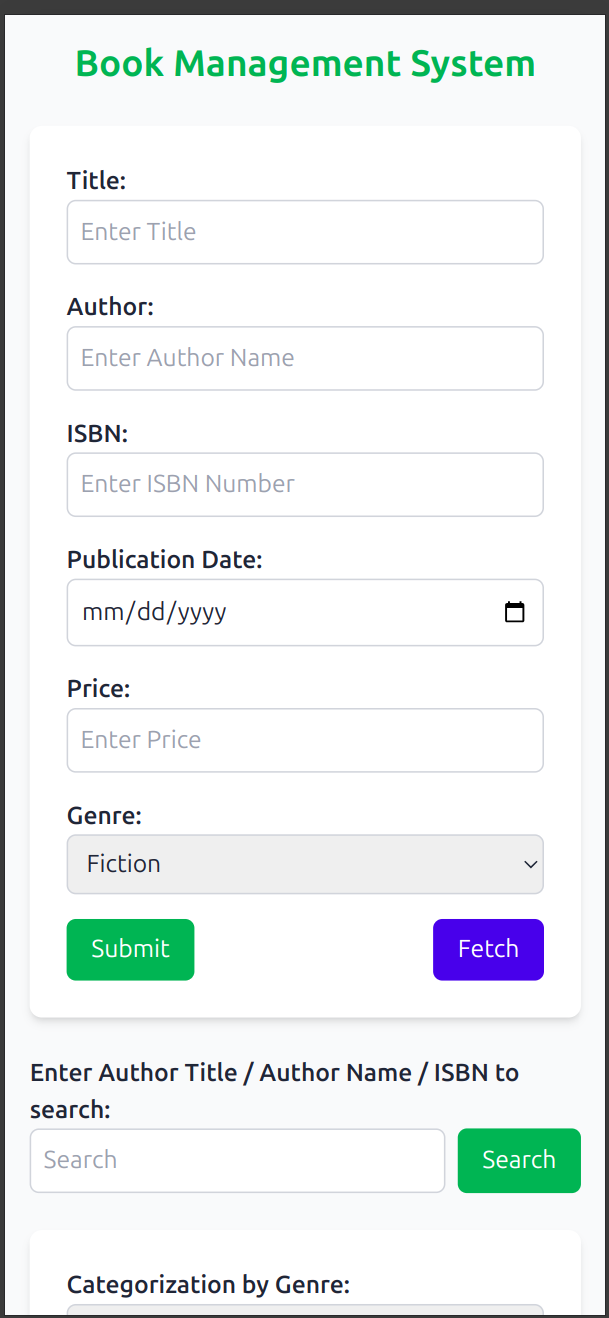 Book Management System
Title:
Enter Title
Author:
Enter Author Name
ISBN:
Enter ISBN Number
Publication Date:
mm/dd/yyyy
Price:
Enter Price
Genre:
Fiction
Submit
Fetch
Enter Author Title / Author Name / ISBN to
search:
Search
Search
Categorization by Genre: